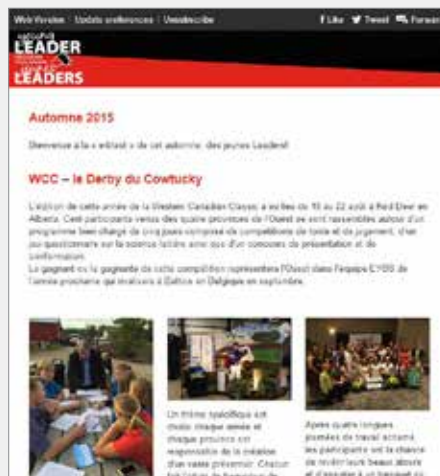 Web Version | Update preferences | Unsubscribe Like Tweet Forward
LEADER
LEADERS
Automne 2015
Bienvenue à la « eBlast » de cet automne des jeunes Leaders!
WCC – le Derby du Cowtucky
L'édition de cette année de la Western Canadian Classic a eu lieu du 18 au 22 août à Red Deer en
Alberta. Cent participants venus des quatre provinces de l'Ouest se sont rassemblés autour d'un
programme bien chargé de cinq jours composé de compétitions de tonte et de jugement, d'un
jeu-questionnaire sur la science laitière ainsi que d'un concours de présentation et de
conformation.
Le gagnant ou la gagnante de cette compétition représentera l'Ouest dans l'équipe EYBS de
l'année prochaine qui évoluera à Battice en Belgique en septembre.
Un thème spécifique est
choisi chaque année et
chaque province est
responsable de la création
Après quatre longues
journées de travail acharné,
les participants ont la chance
de revêtir leurs beaux atours